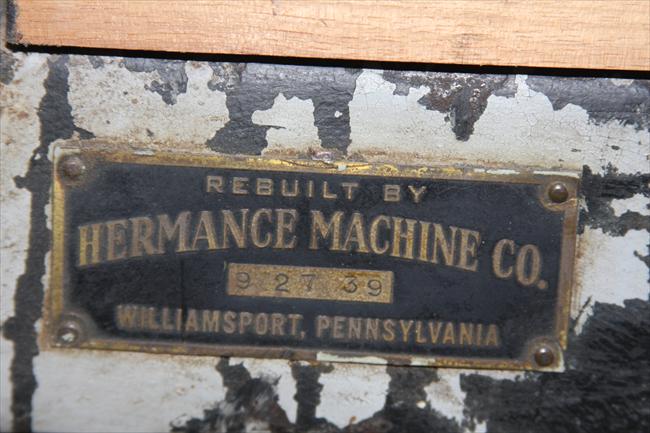 REBUILT BY
HERMANCE MACHINE CO.
9 27 39
WILLIAMSPORT, PENNSYLVANIA